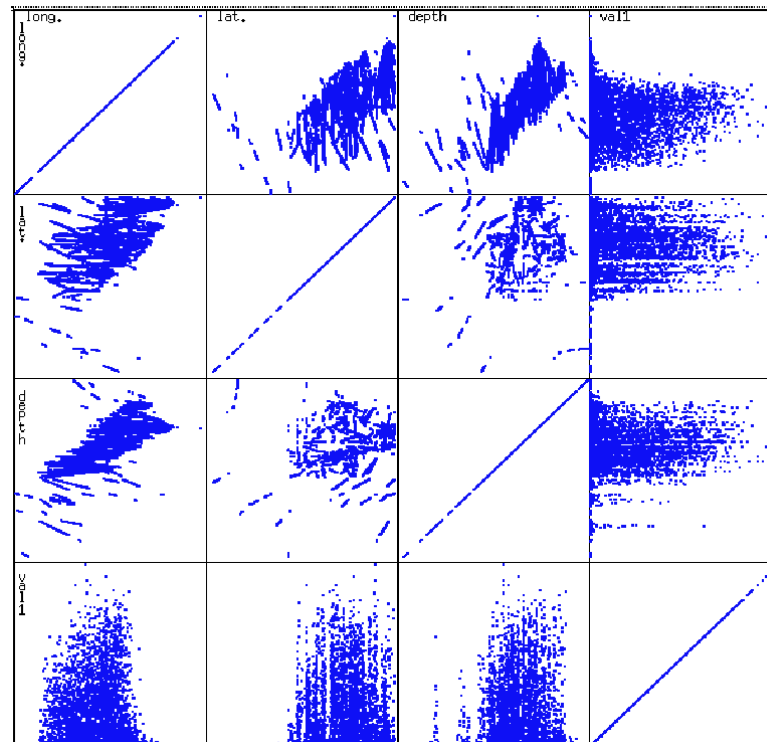 long.
lat.
depth
val1
long.
lat.
depth
val1